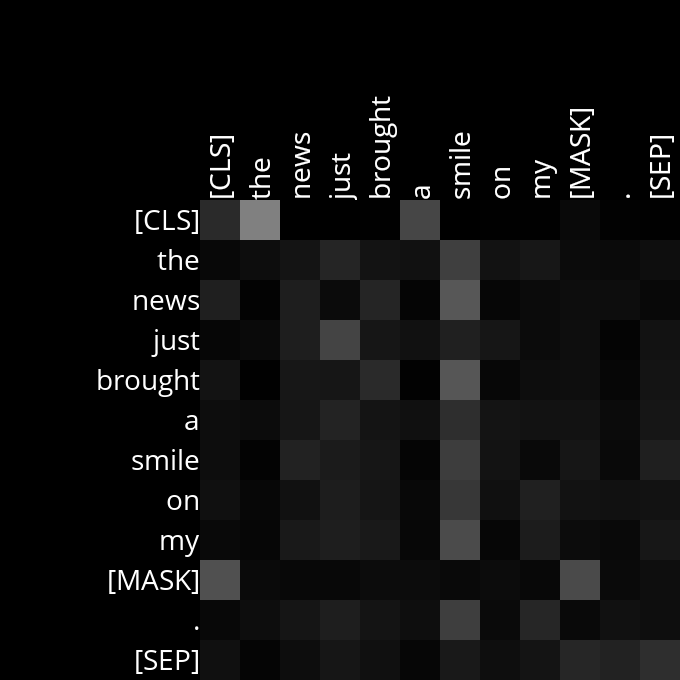 [CLS] the news just brought a smile on my [MASK] . [SEP]
[CLS]
the
news
just
brought
a
smile
on
my
[MASK]
.
[SEP]